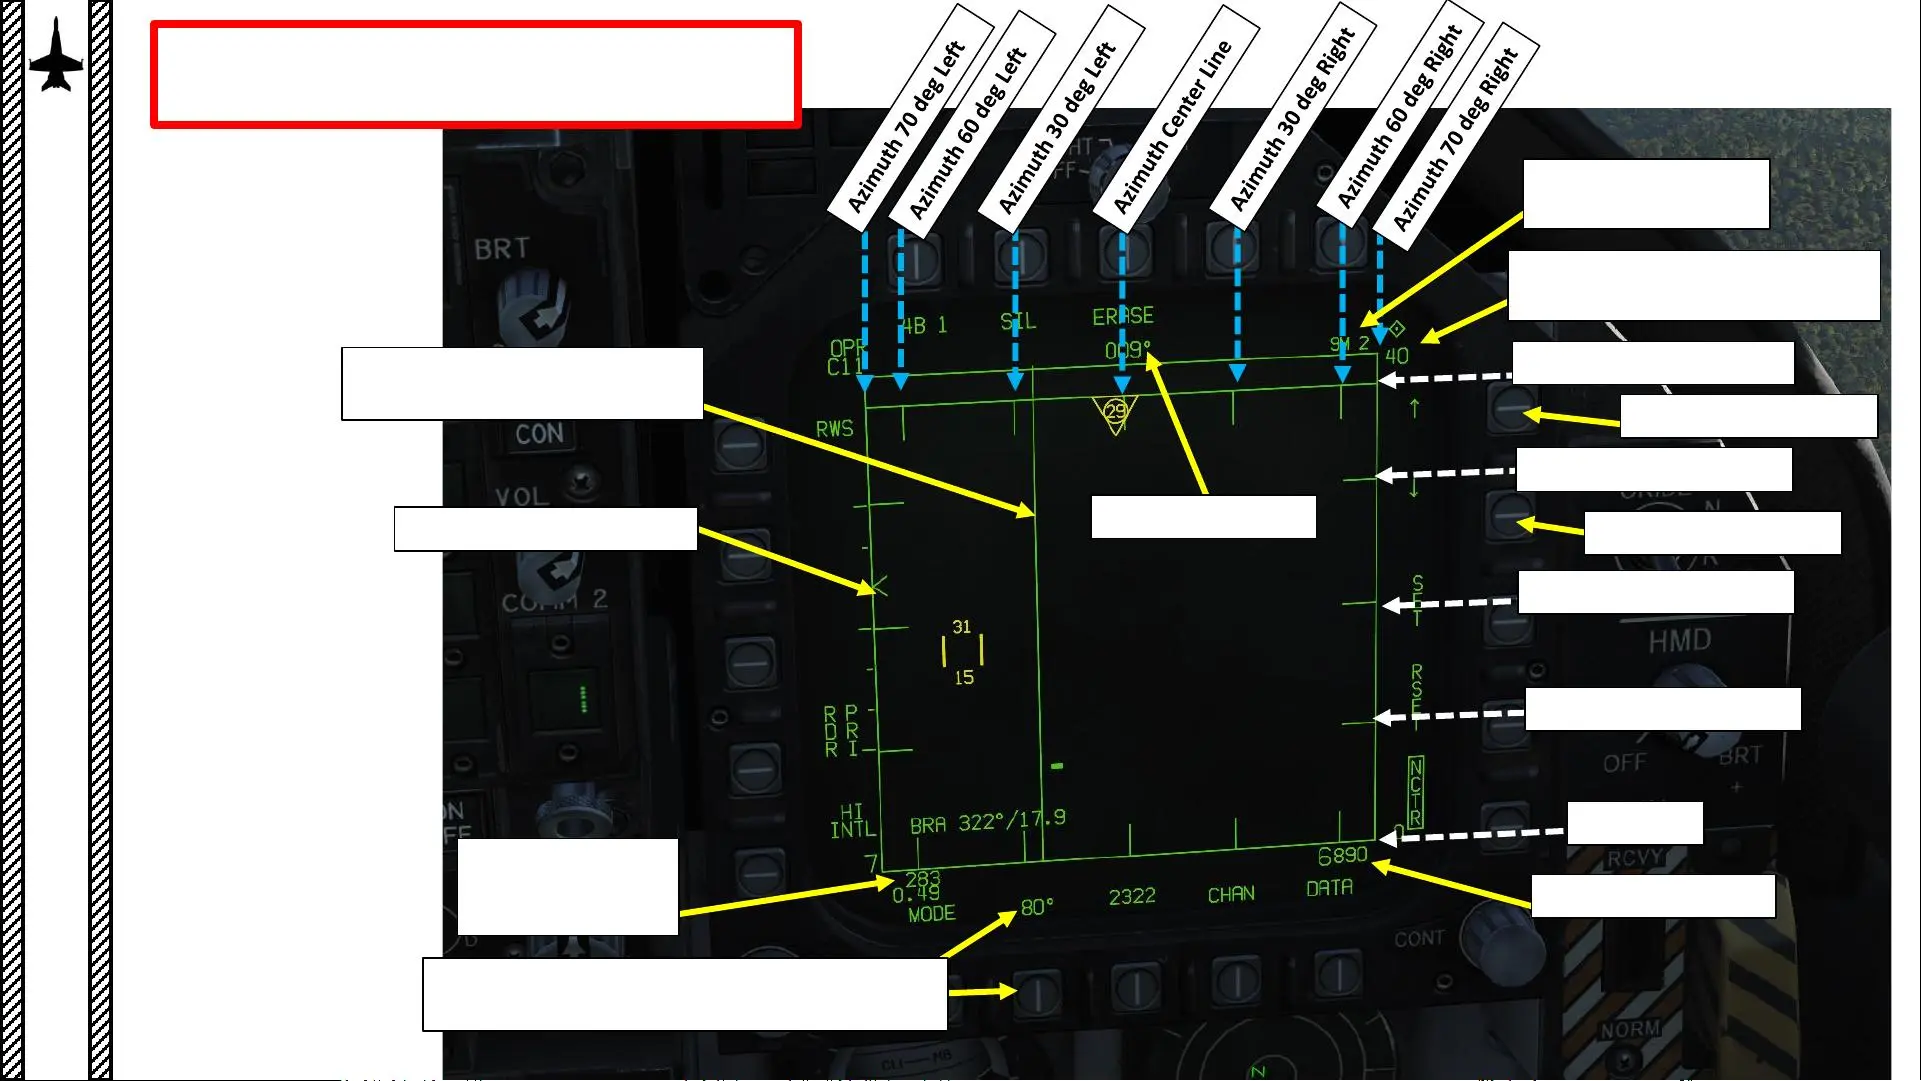 Azimuth 70 deg Left
Azimuth 60 deg Left
Azimuth 30 deg Left
Azimuth Center Line
Azimuth 30 deg Right
Azimuth 60 deg Right
Azimuth 70 deg Right
BRT
4B 1
SIL
ERASE
OPR
C11
009°
9M 2
40
RWS
29
CON
VOL
N
R
COMM 2
SET
HMD
31
15
RSET
R P
D R
R I
OFF
BRT
+
NCTR
HI
INTL
BRA 322°/17.9
0
7
6890
RCVY
283
0.49
MODE
80°
2322
CHAN
DATA
CONT
NORM
N